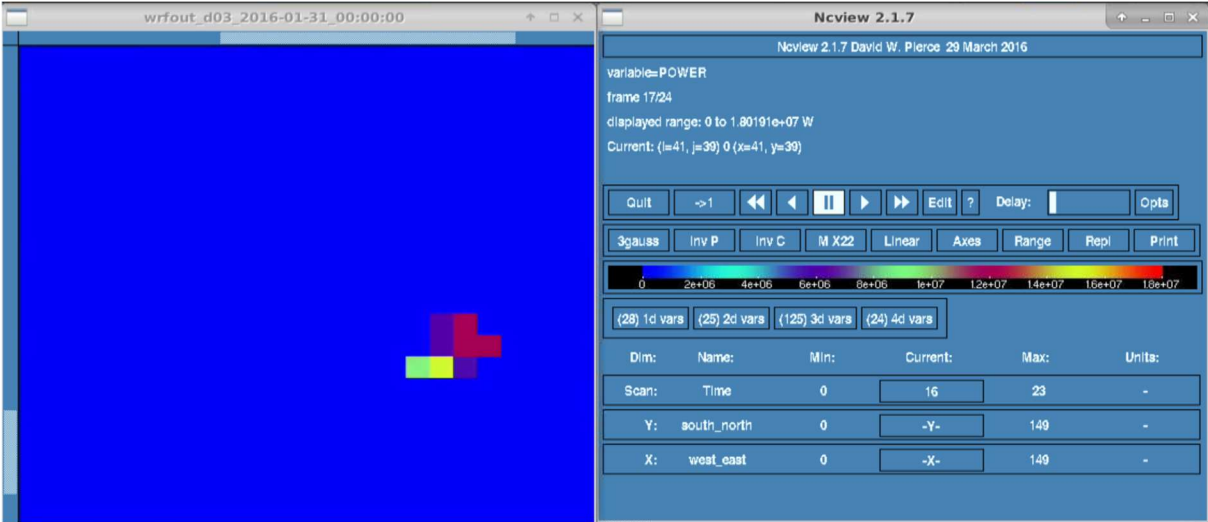 wrfout_d03_2016-01-31_00:00:00
Ncview 2.1.7
Ncview 2.1.7 David W. Pierce 29 March 2016
variable=POWER
frame 17/24
displayed range: 0 to 1.80191e+07 W
Current: (i=41, j=39) 0 (x=41, y=39)
Quit ->1 Edit ? Delay: Opts
3gauss Inv P Inv C M X22 Linear Axes Range Repl Print
0 2e+06 4e+06 6e+06 8e+06 1e+07 1.2e+07 1.4e+07 1.6e+07 1.8e+07
(28) 1d vars (25) 2d vars (125) 3d vars (24) 4d vars
Dim: Name: Min: Current: Max: Units:
Scan: Time 0 16 23 -
Y: south_north 0 -Y- 149 -
X: west_east 0 -X- 149 -